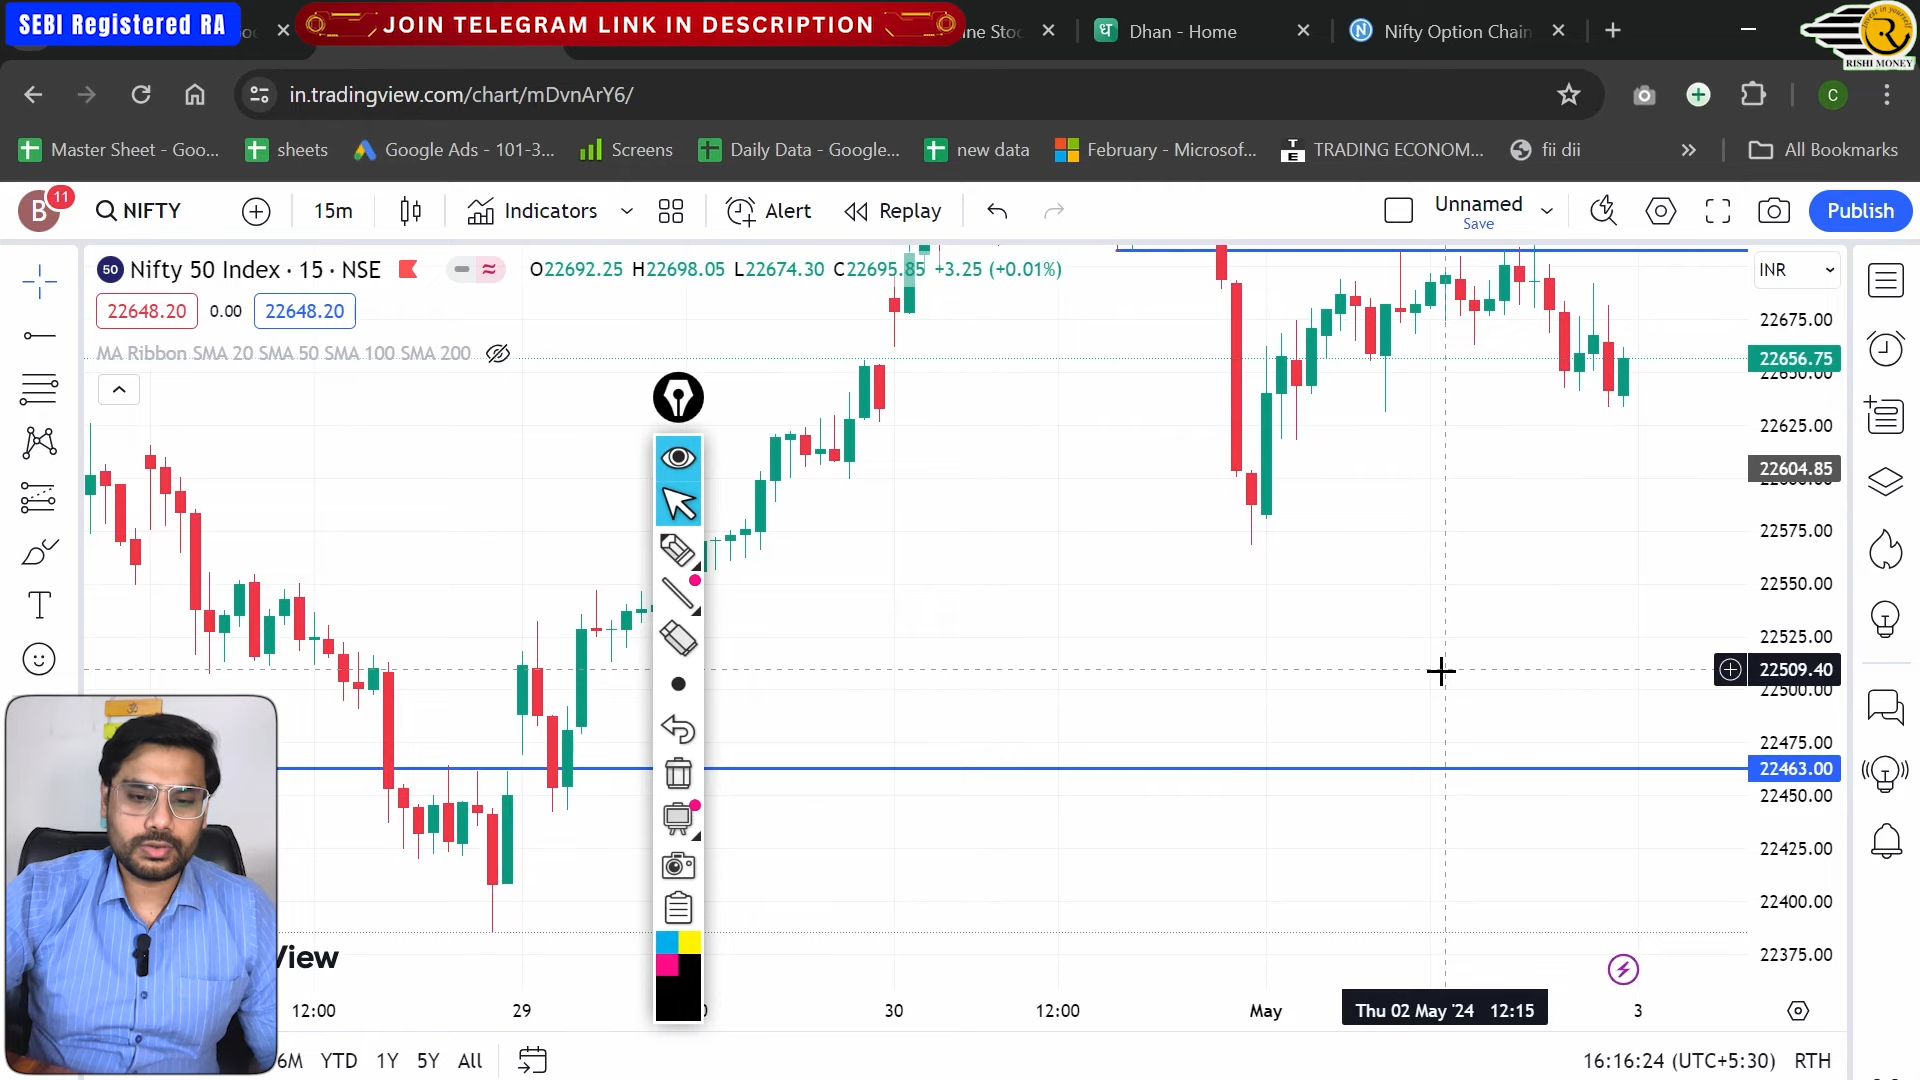 SEBI Registered RA
JOIN TELEGRAM LINK IN DESCRIPTION
Dhan - Home
Nifty Option Chain
RISHI MONEY
in.tradingview.com/chart/mDvnArY6/
C
Master Sheet - Goo...
sheets
Google Ads - 101-3...
Screens
Daily Data - Google...
new data
February - Microsof...
TRADING ECONOM...
fii dii
All Bookmarks
B
11
NIFTY
15m
Indicators
Alert
Replay
Unnamed
Save
Publish
50
Nifty 50 Index · 15 · NSE
O22692.25 H22698.05 L22674.30 C22695.85 +3.25 (+0.01%)
INR
22648.20
0.00
22648.20
MA Ribbon SMA 20 SMA 50 SMA 100 SMA 200
22675.00
22656.75
22625.00
22604.85
22575.00
22550.00
22525.00
22509.40
22500.00
22475.00
22463.00
22450.00
22425.00
22400.00
22375.00
View
12:00
29
30
12:00
May
Thu 02 May '24 12:15
3
6M
YTD
1Y
5Y
All
16:16:24 (UTC+5:30)
RTH